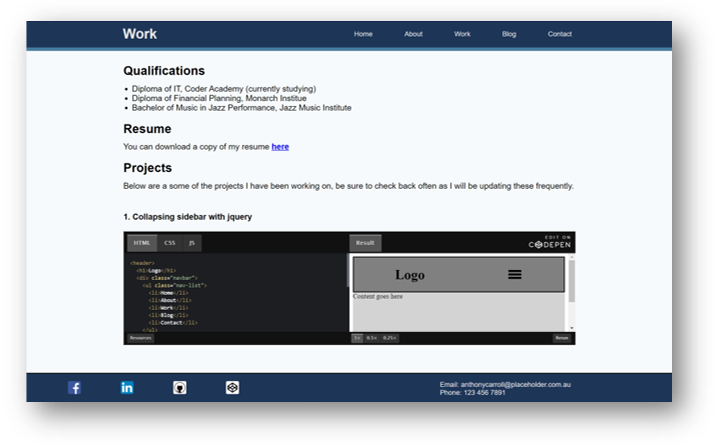 Work
Home About Work Blog Contact
Qualifications
Diploma of IT, Coder Academy (currently studying)
Diploma of Financial Planning, Monarch Institue
Bachelor of Music in Jazz Performance, Jazz Music Institute
Resume
You can download a copy of my resume here
Projects
Below are a some of the projects I have been working on, be sure to check back often as I will be updating these frequently.
1. Collapsing sidebar with jquery
HTML CSS JS
Result
EDIT ON
CODEPEN
<header>
<h1>Logo</h1>
<div class="navbar">
<ul class="nav-list">
<li>Home</li>
<li>About</li>
<li>Work</li>
<li>Blog</li>
<li>Contact</li>
</ul>
Logo
Content goes here
Resources
1× 0.5× 0.25×
Rerun
Email: anthonycarroll@placeholder.com.au
Phone: 123 456 7891